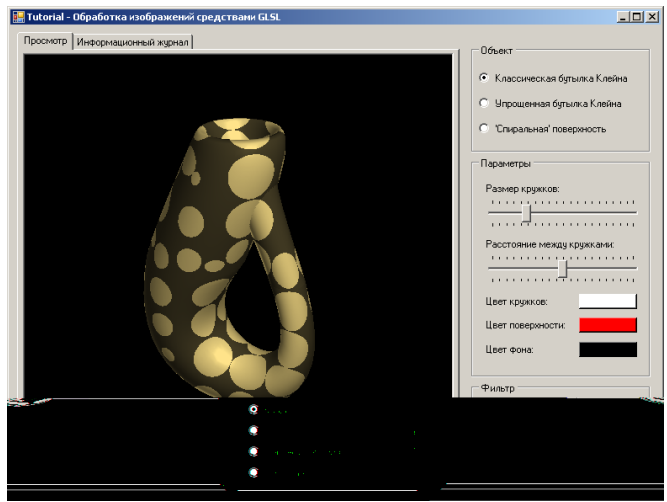 Tutorial - Обработка изображений средствами GLSL
Просмотр
Информационный журнал
Объект
Классическая бутылка Клейна
Упрощенная бутылка Клейна
'Спиральная' поверхность
Параметры
Размер кружков:
Расстояние между кружками:
Цвет кружков:
Цвет поверхности:
Цвет фона:
Фильтр